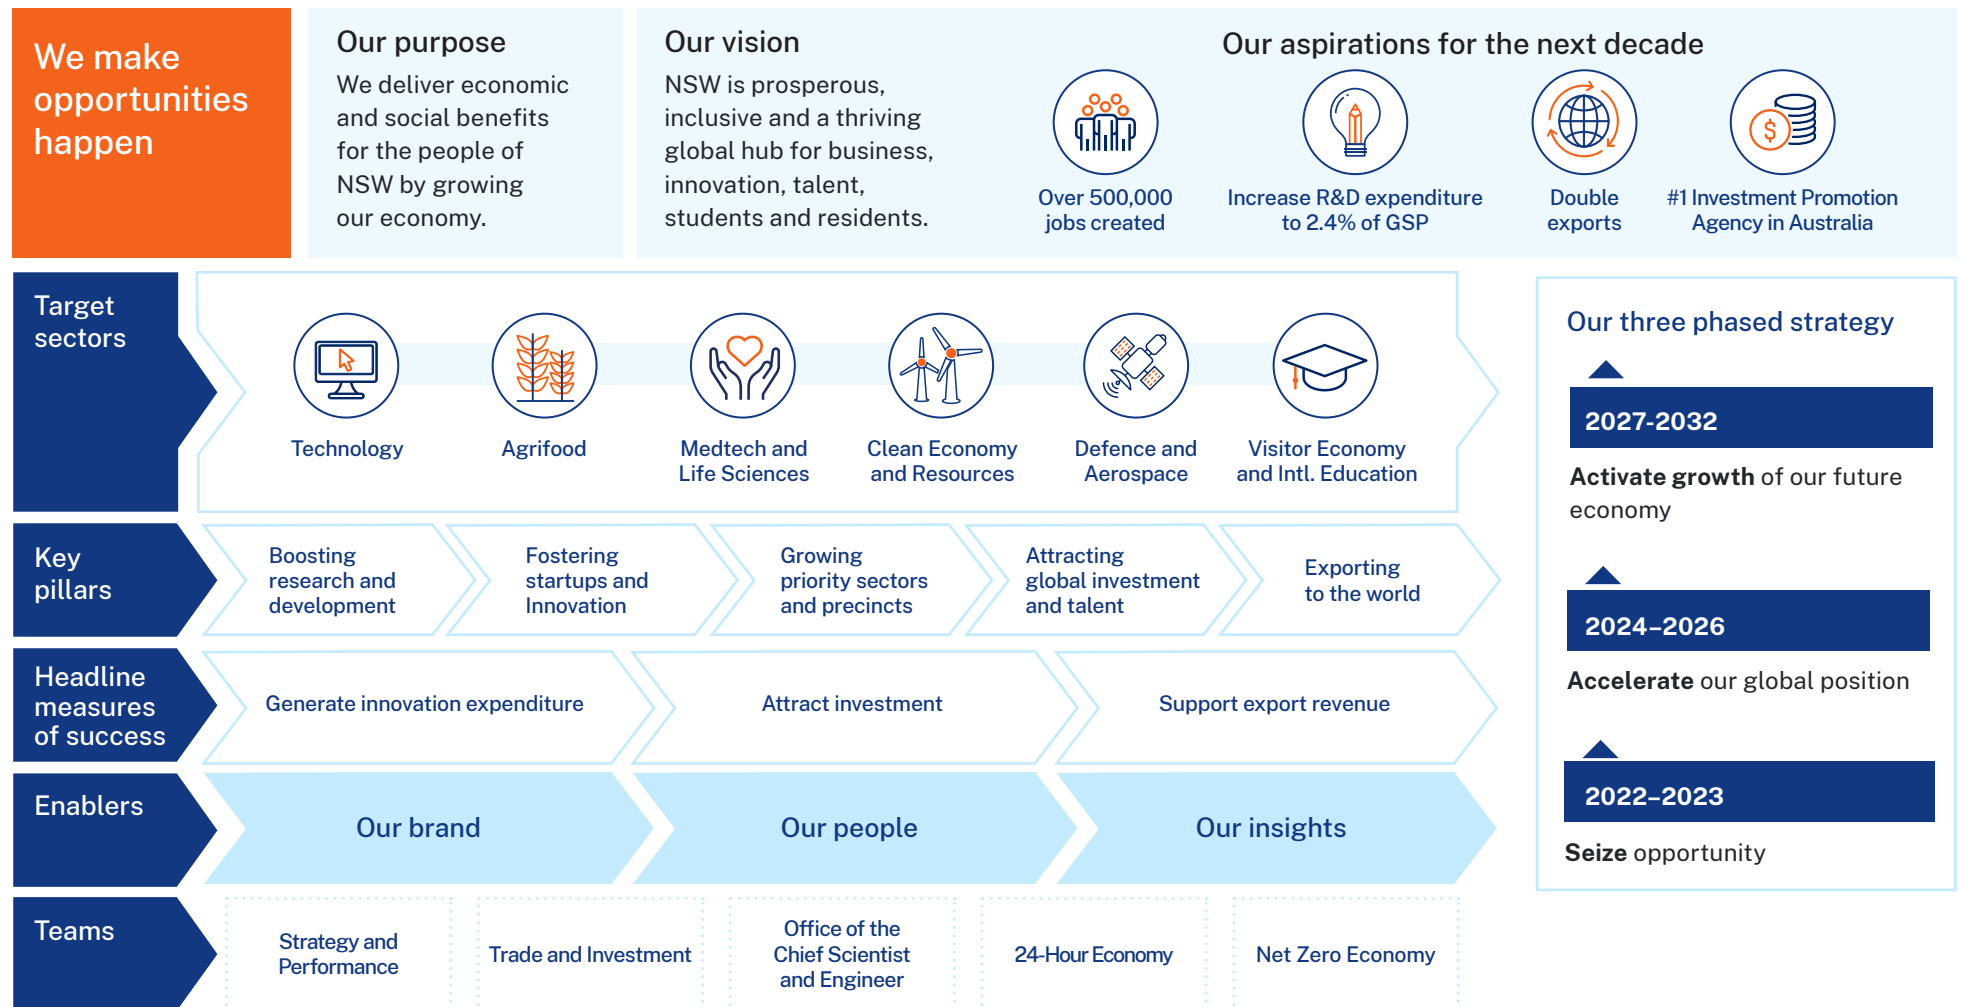 We make
opportunities
happen
Our purpose
We deliver economic
and social benefits
for the people of
NSW by growing
our economy.
Our vision
NSW is prosperous,
inclusive and a thriving
global hub for business,
innovation, talent,
students and residents.
Our aspirations for the next decade
Over 500,000
jobs created
Increase R&D expenditure
to 2.4% of GSP
Double
exports
$
#1 Investment Promotion
Agency in Australia
Target
sectors
Technology
Agrifood
Medtech and
Life Sciences
Clean Economy
and Resources
Defence and
Aerospace
Visitor Economy
and Intl. Education
Key
pillars
Boosting
research and
development
Fostering
startups and
Innovation
Growing
priority sectors
and precincts
Attracting
global investment
and talent
Exporting
to the world
Headline
measures
of success
Generate innovation expenditure
Attract investment
Support export revenue
Enablers
Our brand
Our people
Our insights
Teams
Strategy and
Performance
Trade and Investment
Office of the
Chief Scientist
and Engineer
24-Hour Economy
Net Zero Economy
Our three phased strategy
2027-2032
Activate growth of our future
economy
2024–2026
Accelerate our global position
2022–2023
Seize opportunity